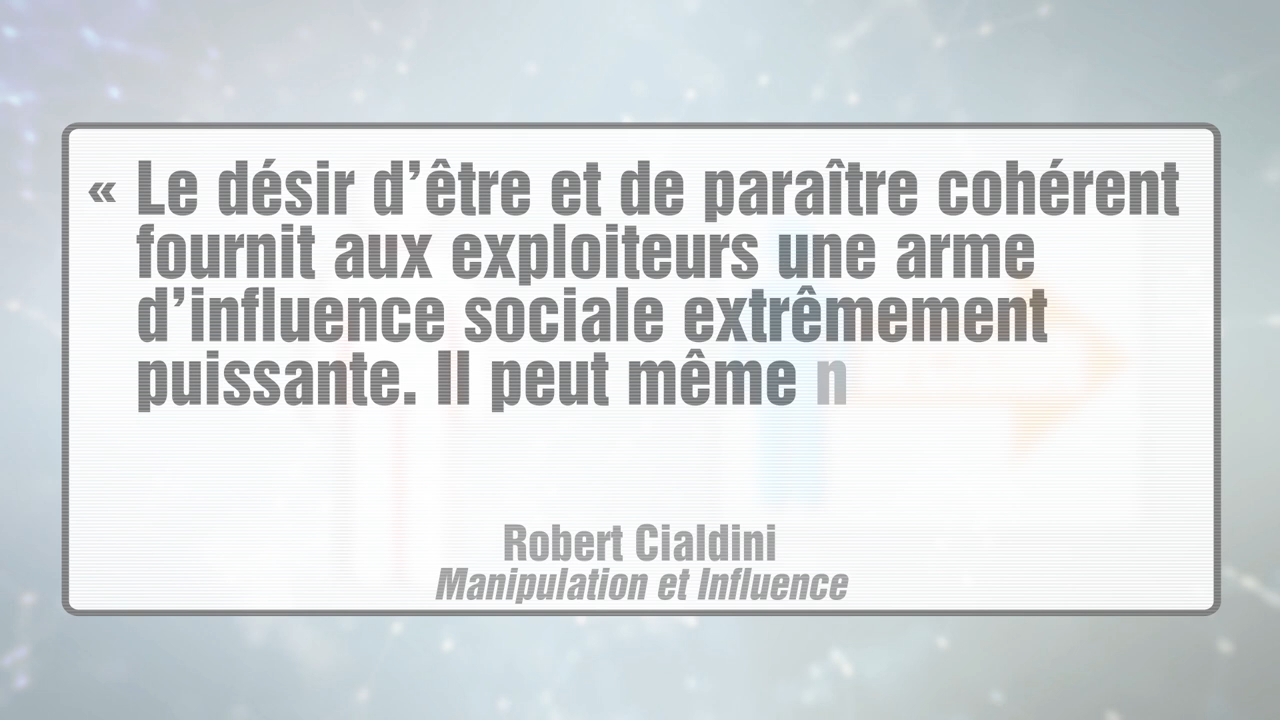 « Le désir d’être et de paraître cohérent
fournit aux exploiteurs une arme
d’influence sociale extrêmement
puissante. Il peut même n
Robert Cialdini
Manipulation et Influence